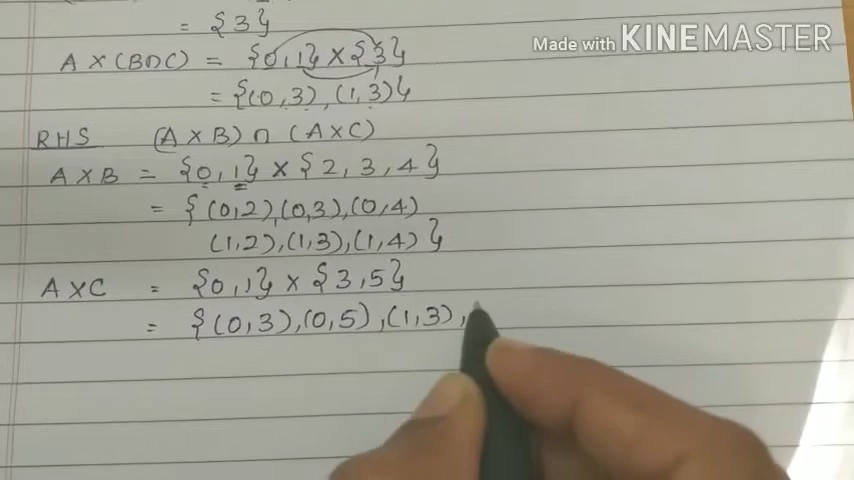 = {3}
Made with KINEMASTER
A × (B∩C) = {0,1} × {3}
= {(0,3), (1,3)}
RHS (A × B) ∩ (A × C)
A × B = {0,1} × {2, 3, 4}
= { (0,2), (0,3), (0,4)
(1,2), (1,3), (1,4) }
A × C = {0,1} × {3,5}
= {(0,3), (0,5), (1,3),